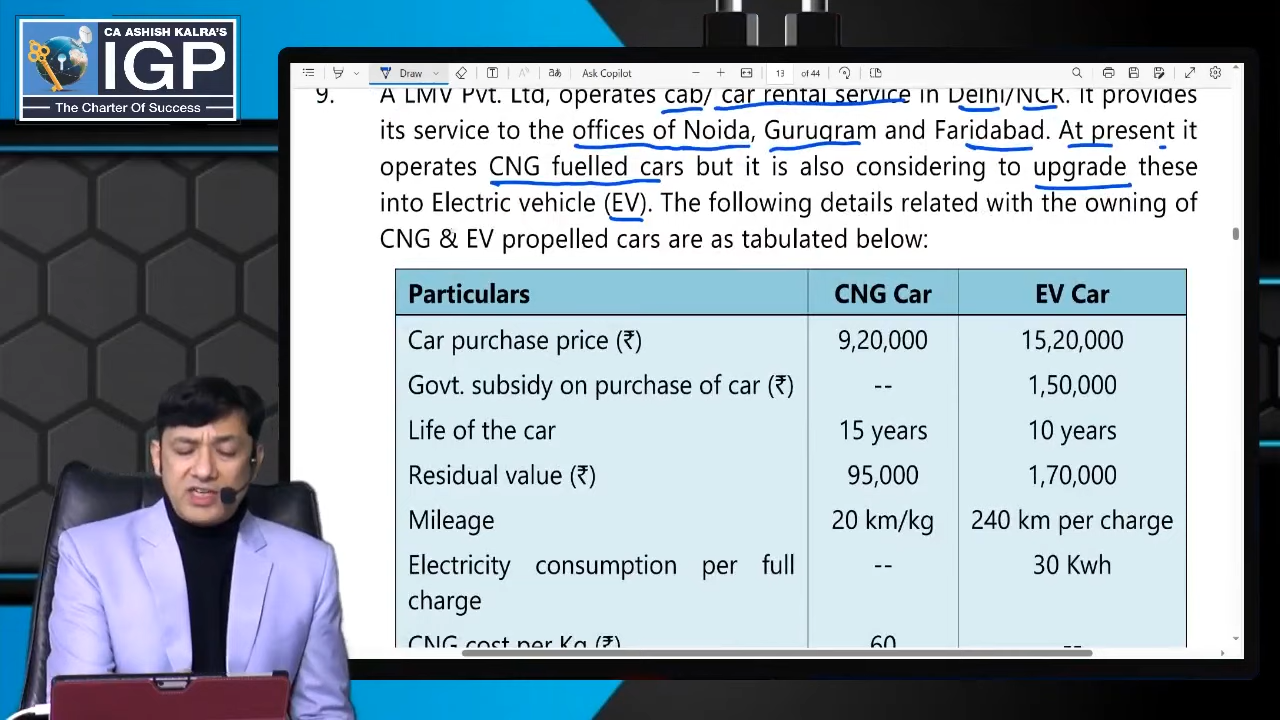 CA ASHISH KALRA'S
IGP
The Charter Of Success
Draw
Ask Copilot
13 of 44
9. A LMV Pvt. Ltd, operates cab/ car rental service in Delhi/NCR. It provides
its service to the offices of Noida, Gurugram and Faridabad. At present it
operates CNG fuelled cars but it is also considering to upgrade these
into Electric vehicle (EV). The following details related with the owning of
CNG & EV propelled cars are as tabulated below:
Particulars CNG Car EV Car
Car purchase price (₹) 9,20,000 15,20,000
Govt. subsidy on purchase of car (₹) -- 1,50,000
Life of the car 15 years 10 years
Residual value (₹) 95,000 1,70,000
Mileage 20 km/kg 240 km per charge
Electricity consumption per full -- 30 Kwh
charge
CNG cost per Kg (₹) 60 --
IGP